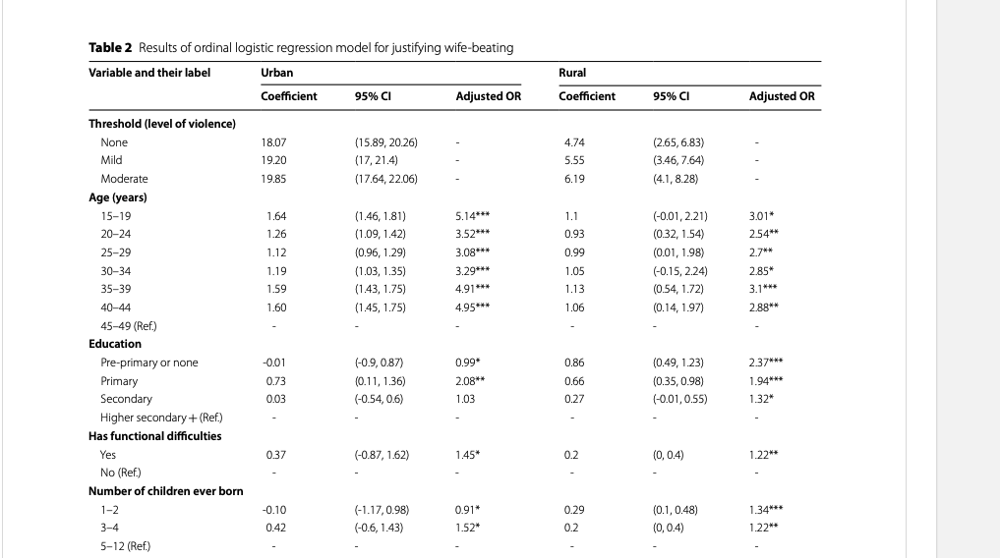 Table 2 Results of ordinal logistic regression model for justifying wife-beating
Variable and their label Urban Rural
Coefficient 95% CI Adjusted OR Coefficient 95% CI Adjusted OR
Threshold (level of violence)
None 18.07 (15.89, 20.26) - 4.74 (2.65, 6.83) -
Mild 19.20 (17, 21.4) - 5.55 (3.46, 7.64) -
Moderate 19.85 (17.64, 22.06) - 6.19 (4.1, 8.28) -
Age (years)
15–19 1.64 (1.46, 1.81) 5.14*** 1.1 (-0.01, 2.21) 3.01*
20–24 1.26 (1.09, 1.42) 3.52*** 0.93 (0.32, 1.54) 2.54**
25–29 1.12 (0.96, 1.29) 3.08*** 0.99 (0.01, 1.98) 2.7**
30–34 1.19 (1.03, 1.35) 3.29*** 1.05 (-0.15, 2.24) 2.85*
35–39 1.59 (1.43, 1.75) 4.91*** 1.13 (0.54, 1.72) 3.1***
40–44 1.60 (1.45, 1.75) 4.95*** 1.06 (0.14, 1.97) 2.88**
45–49 (Ref.) - - - - - -
Education
Pre-primary or none -0.01 (-0.9, 0.87) 0.99* 0.86 (0.49, 1.23) 2.37***
Primary 0.73 (0.11, 1.36) 2.08** 0.66 (0.35, 0.98) 1.94***
Secondary 0.03 (-0.54, 0.6) 1.03 0.27 (-0.01, 0.55) 1.32*
Higher secondary + (Ref.) - - - - - -
Has functional difficulties
Yes 0.37 (-0.87, 1.62) 1.45* 0.2 (0, 0.4) 1.22**
No (Ref.) - - - - - -
Number of children ever born
1–2 -0.10 (-1.17, 0.98) 0.91* 0.29 (0.1, 0.48) 1.34***
3–4 0.42 (-0.6, 1.43) 1.52* 0.2 (0, 0.4) 1.22**
5–12 (Ref.) - - - - - -